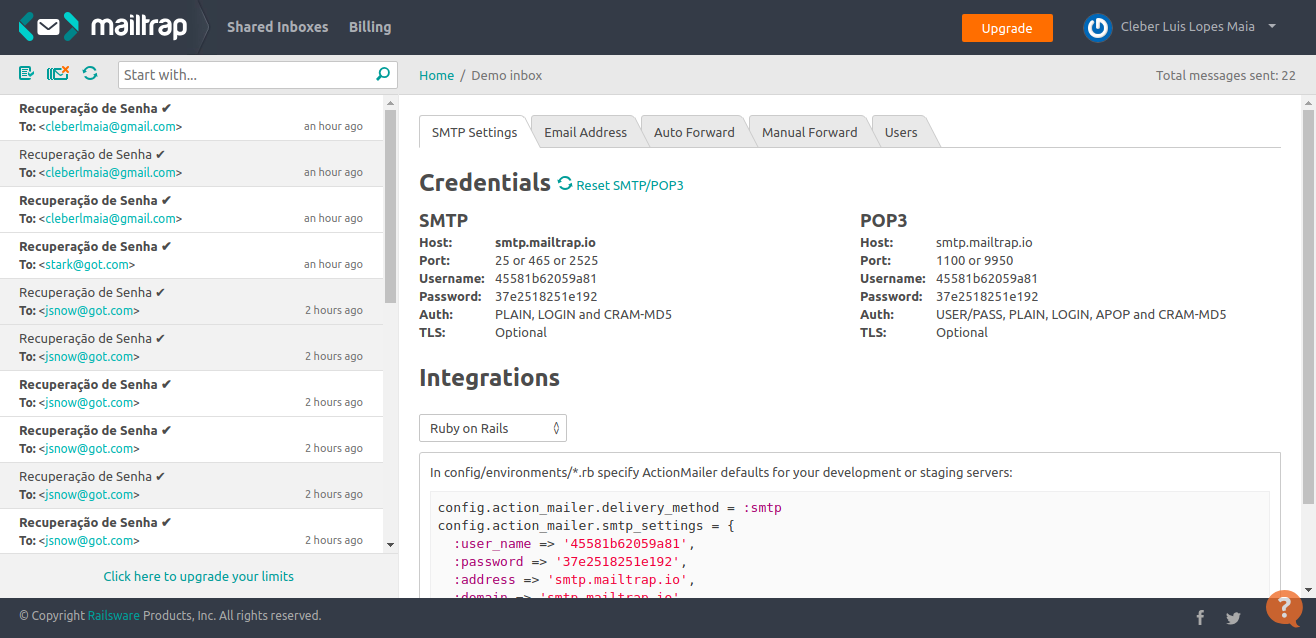 mailtrap Shared Inboxes Billing Upgrade Cleber Luis Lopes Maia
Start with... Home / Demo inbox Total messages sent: 22
Recuperação de Senha ✔
To: <cleberlmaia@gmail.com> an hour ago
Recuperação de Senha ✔
To: <cleberlmaia@gmail.com> an hour ago
Recuperação de Senha ✔
To: <cleberlmaia@gmail.com> an hour ago
Recuperação de Senha ✔
To: <stark@got.com> an hour ago
Recuperação de Senha ✔
To: <jsnow@got.com> 2 hours ago
Recuperação de Senha ✔
To: <jsnow@got.com> 2 hours ago
Recuperação de Senha ✔
To: <jsnow@got.com> 2 hours ago
Recuperação de Senha ✔
To: <jsnow@got.com> 2 hours ago
Recuperação de Senha ✔
To: <jsnow@got.com> 2 hours ago
Recuperação de Senha ✔
To: <jsnow@got.com> 2 hours ago
Click here to upgrade your limits
SMTP Settings Email Address Auto Forward Manual Forward Users
Credentials Reset SMTP/POP3
SMTP
Host: smtp.mailtrap.io
Port: 25 or 465 or 2525
Username: 45581b62059a81
Password: 37e2518251e192
Auth: PLAIN, LOGIN and CRAM-MD5
TLS: Optional
POP3
Host: smtp.mailtrap.io
Port: 1100 or 9950
Username: 45581b62059a81
Password: 37e2518251e192
Auth: USER/PASS, PLAIN, LOGIN, APOP and CRAM-MD5
TLS: Optional
Integrations
Ruby on Rails
In config/environments/*.rb specify ActionMailer defaults for your development or staging servers:
config.action_mailer.delivery_method = :smtp
config.action_mailer.smtp_settings = {
:user_name => '45581b62059a81',
:password => '37e2518251e192',
:address => 'smtp.mailtrap.io',
:domain => 'smtp.mailtrap.io'
© Copyright Railsware Products, Inc. All rights reserved.
?